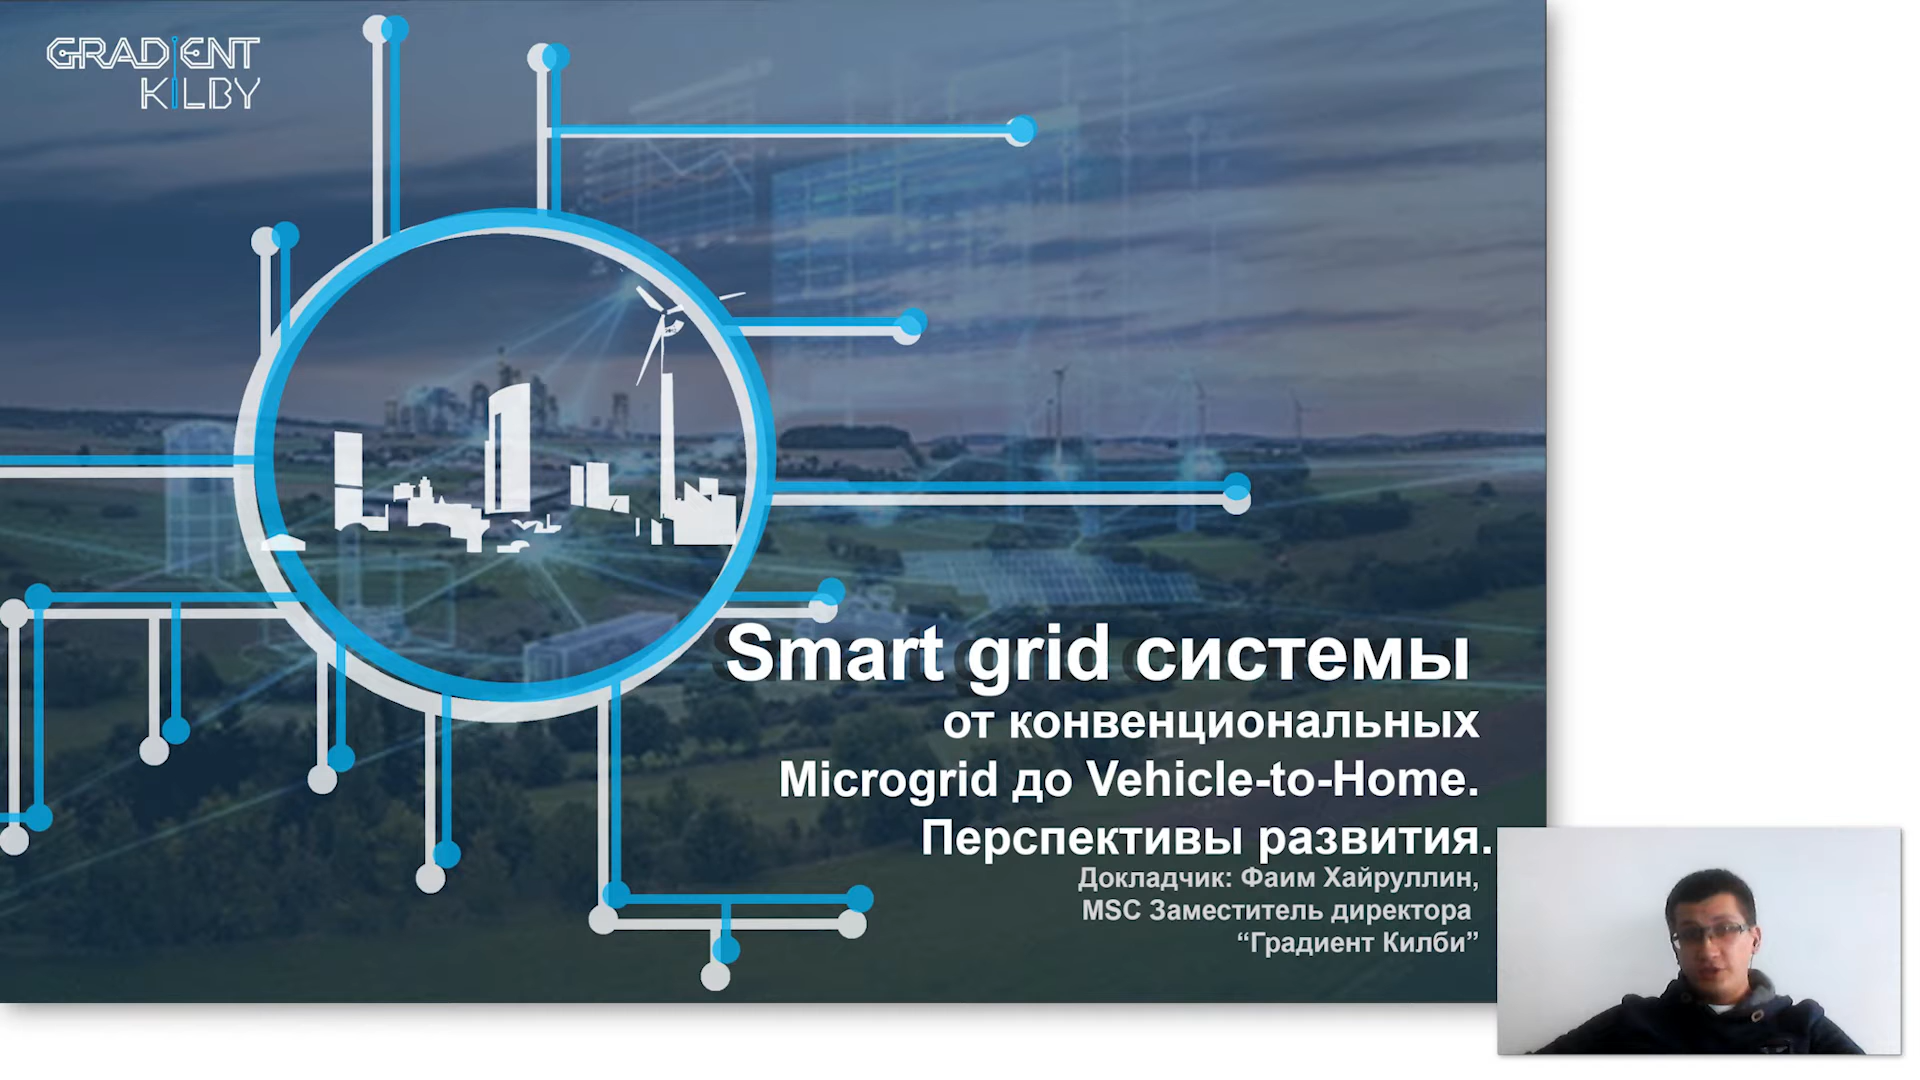 GRADIENT
KILBY
Smart grid системы
от конвенциональных
Microgrid до Vehicle-to-Home.
Перспективы развития.
Докладчик: Фаим Хайруллин,
MSC Заместитель директора
“Градиент Килби”